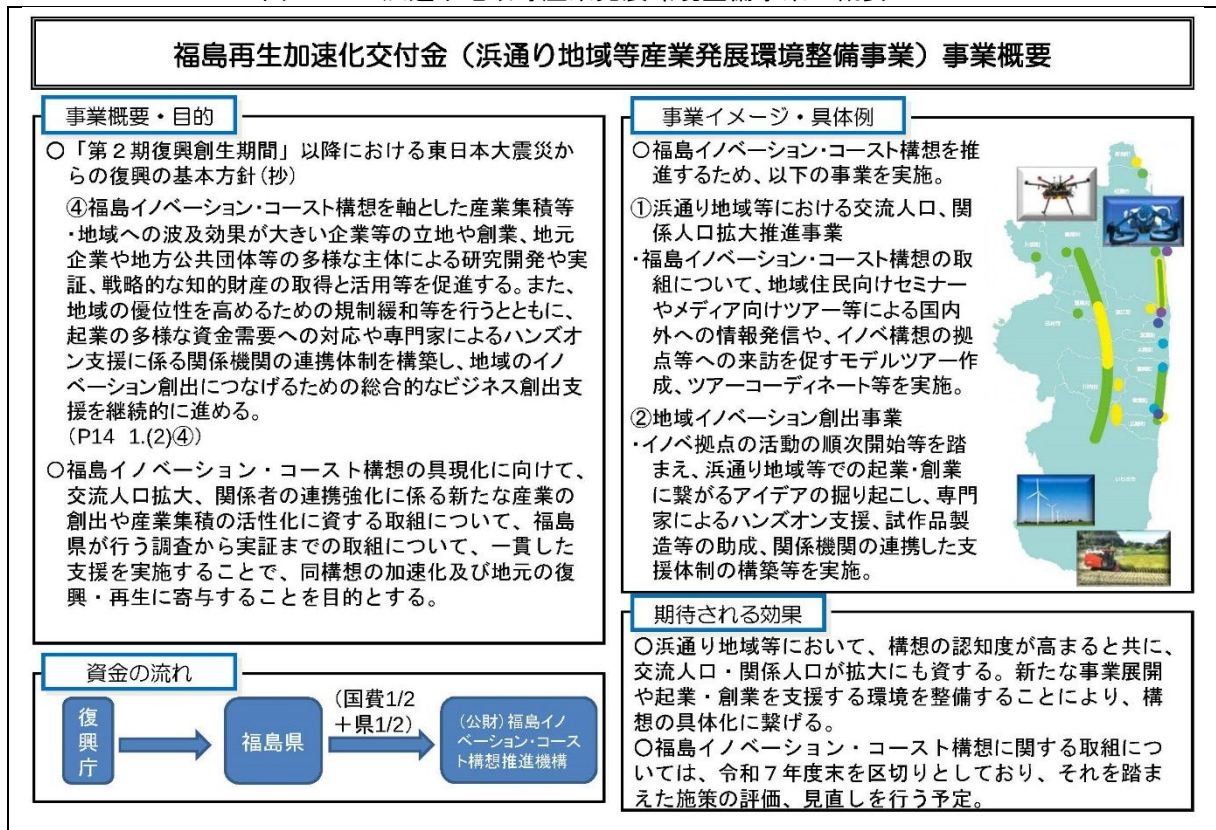 福島再生加速化交付金（浜通り地域等産業発展環境整備事業）事業概要
事業概要・目的
○「第２期復興創生期間」以降における東日本大震災か
らの復興の基本方針（抄）
④福島イノベーション・コースト構想を軸とした産業集積等
・地域への波及効果が大きい企業等の立地や創業、地元
企業や地方公共団体等の多様な主体による研究開発や実
証、戦略的な知的財産の取得と活用等を促進する。また、
地域の優位性を高めるための規制緩和等を行うとともに、
起業の多様な資金需要への対応や専門家によるハンズオ
ン支援に係る関係機関の連携体制を構築し、地域のイノ
ベーション創出につなげるための総合的なビジネス創出支
援を継続的に進める。
（P14　1.(2)④）
○福島イノベーション・コースト構想の具現化に向けて、
交流人口拡大、関係者の連携強化に係る新たな産業の
創出や産業集積の活性化に資する取組について、福島
県が行う調査から実証までの取組について、一貫した
支援を実施することで、同構想の加速化及び地元の復
興・再生に寄与することを目的とする。
資金の流れ
復
興
庁
福島県
（国費1/2
＋県1/2）
（公財）福島イノ
ベーション・コース
ト構想推進機構
事業イメージ・具体例
○福島イノベーション・コースト構想を推
進するため、以下の事業を実施。
①浜通り地域等における交流人口、関
係人口拡大推進事業
・福島イノベーション・コースト構想の取
組について、地域住民向けセミナー
やメディア向けツアー等による国内
外への情報発信や、イノベ構想の拠
点等への来訪を促すモデルツアー作
成、ツアーコーディネート等を実施。
②地域イノベーション創出事業
・イノベ拠点の活動の順次開始等を踏
まえ、浜通り地域等での起業・創業
に繋がるアイデアの掘り起こし、専門
家によるハンズオン支援、試作品製
造等の助成、関係機関の連携した支
援体制の構築等を実施。
いわき市
期待される効果
○浜通り地域等において、構想の認知度が高まると共に、
交流人口・関係人口が拡大にも資する。新たな事業展開
や起業・創業を支援する環境を整備することにより、構
想の具体化に繋げる。
○福島イノベーション・コースト構想に関する取組につ
いては、令和７年度末を区切りとしており、それを踏ま
えた施策の評価、見直しを行う予定。